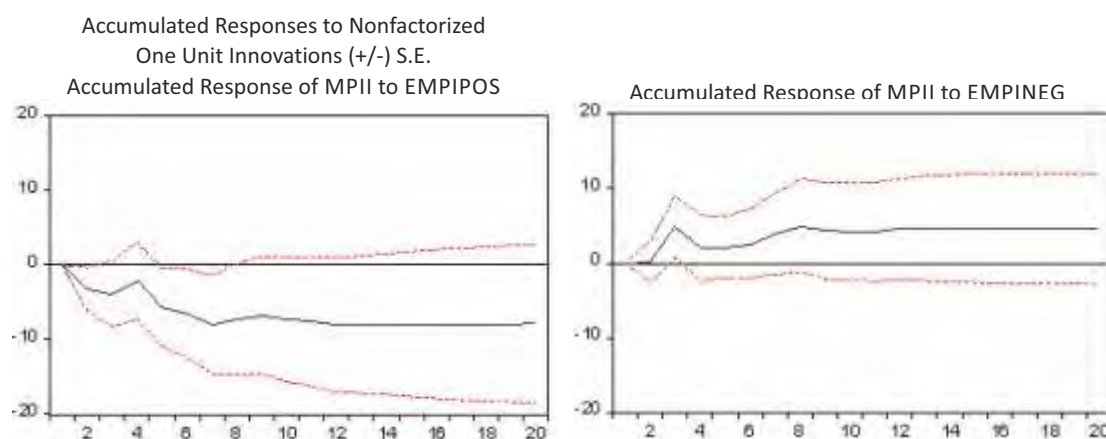 Accumulated Responses to Nonfactorized
One Unit Innovations (+/-) S.E.
Accumulated Response of MPII to EMPIPOS
Accumulated Response of MPII to EMPINEG
20
10
0
-10
-20
2 4 6 8 10 12 14 16 18 20
20
10
0
-10
-20
2 4 6 8 10 12 14 16 18 20